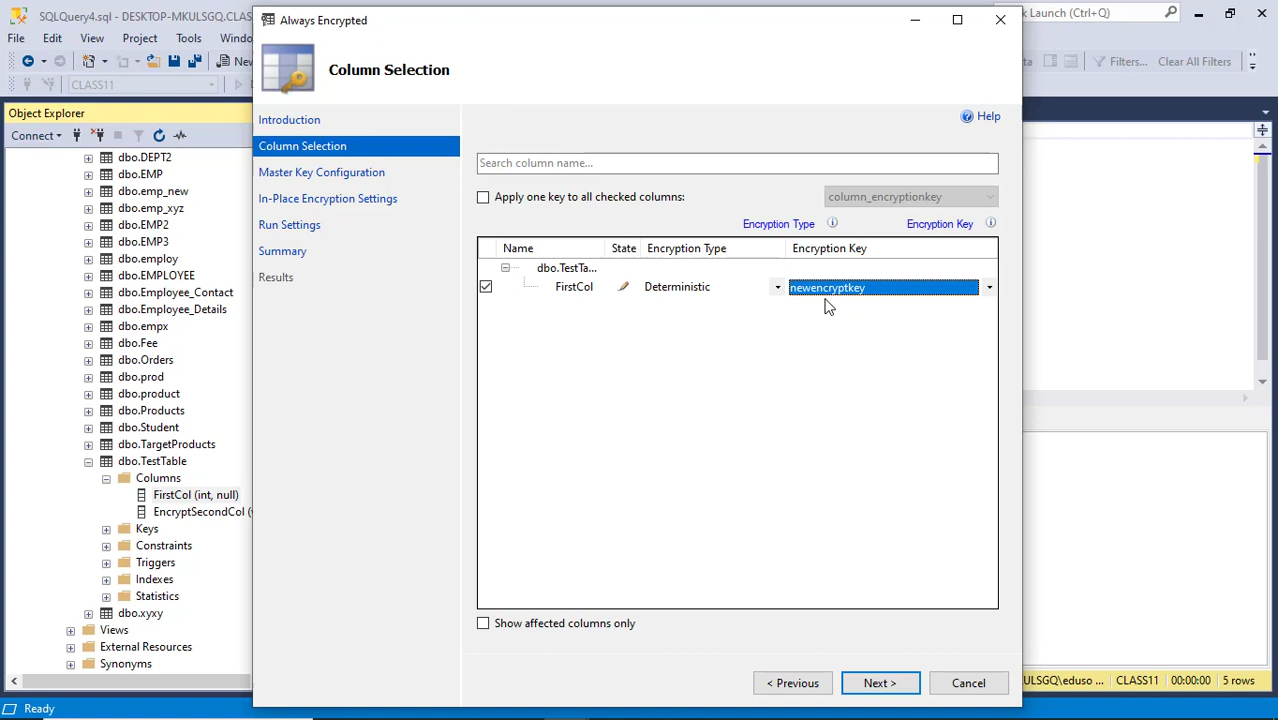 SQLQuery4.sql - DESKTOP-MKULSGQ.CLAS
Launch (Ctrl+Q)
File Edit View Project Tools Windo
New
CLASS11
Filters... Clear All Filters
Object Explorer
Connect
dbo.DEPT2
dbo.EMP
dbo.emp_new
dbo.emp_xyz
dbo.EMP2
dbo.EMP3
dbo.employ
dbo.EMPLOYEE
dbo.Employee_Contact
dbo.Employee_Details
dbo.empx
dbo.Fee
dbo.Orders
dbo.prod
dbo.product
dbo.Products
dbo.Student
dbo.TargetProducts
dbo.TestTable
Columns
FirstCol (int, null)
EncryptSecondCol (v
Keys
Constraints
Triggers
Indexes
Statistics
dbo.xyxy
Views
External Resources
Synonyms
Always Encrypted
Column Selection
Introduction
Column Selection
Master Key Configuration
In-Place Encryption Settings
Run Settings
Summary
Results
Help
Search column name...
Apply one key to all checked columns: column_encryptionkey
Encryption Type Encryption Key
Name State Encryption Type Encryption Key
dbo.TestTa...
FirstCol Deterministic newencryptkey
Show affected columns only
< Previous Next > Cancel
ULSGQ\eduso ... CLASS11 00:00:00 5 rows
Ready